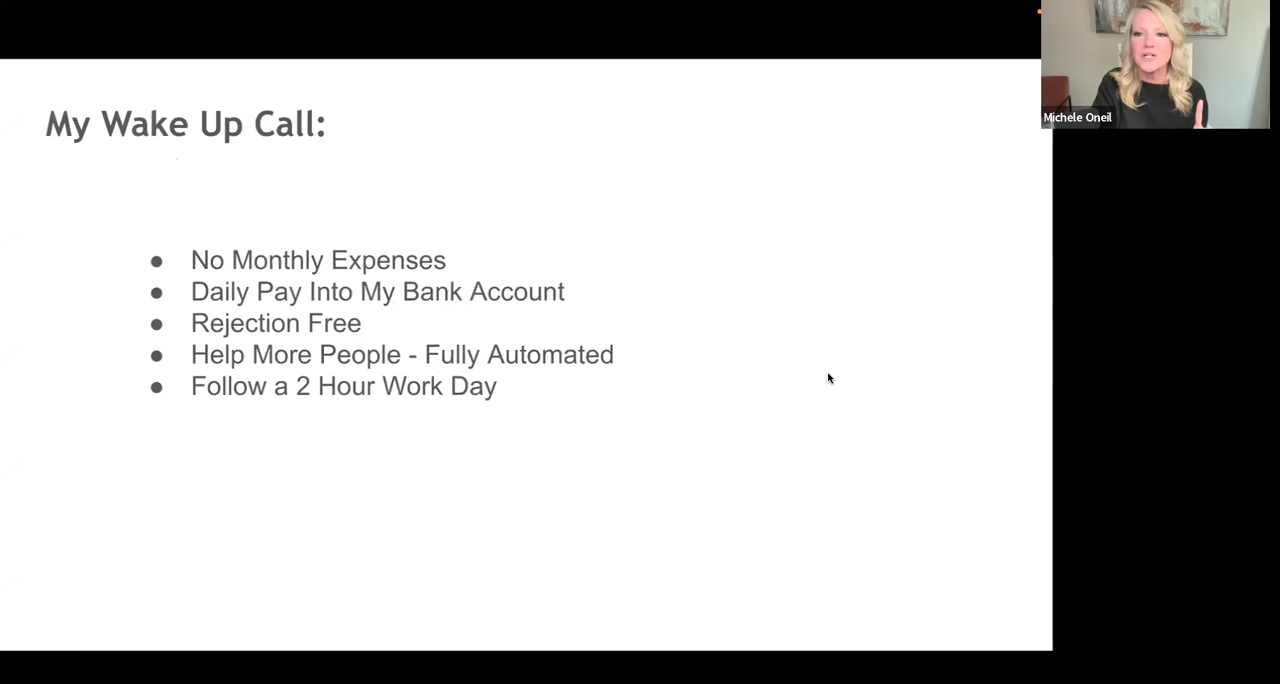 My Wake Up Call:
● No Monthly Expenses
● Daily Pay Into My Bank Account
● Rejection Free
● Help More People - Fully Automated
● Follow a 2 Hour Work Day
Michele Oneil